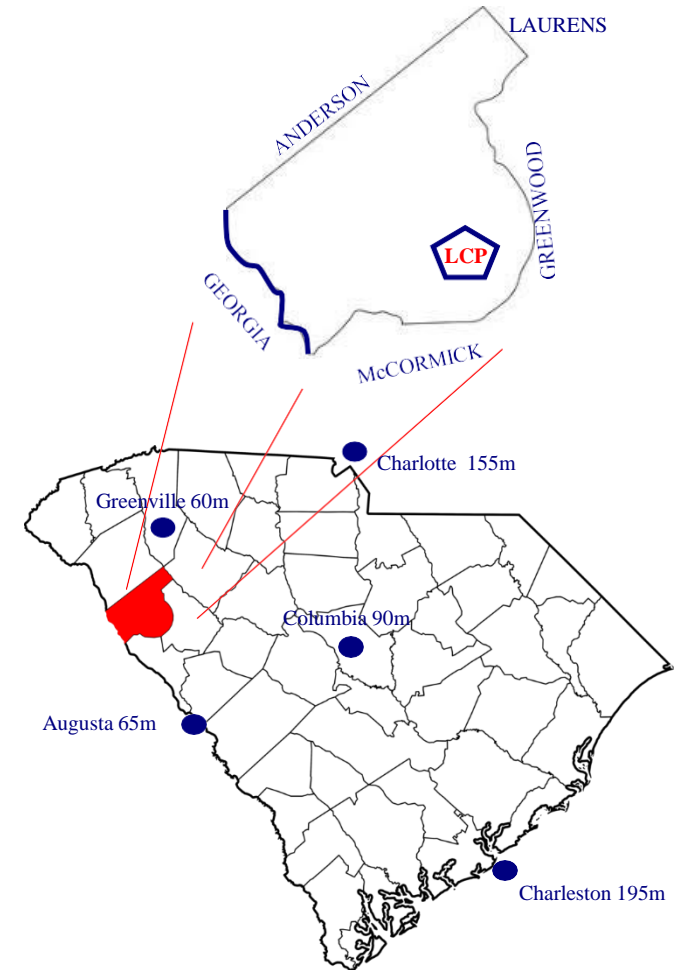 LAURENS
ANDERSON
GREENWOOD
LCP
GEORGIA
McCORMICK
Charlotte 155m
Greenville 60m
Columbia 90m
Augusta 65m
Charleston 195m